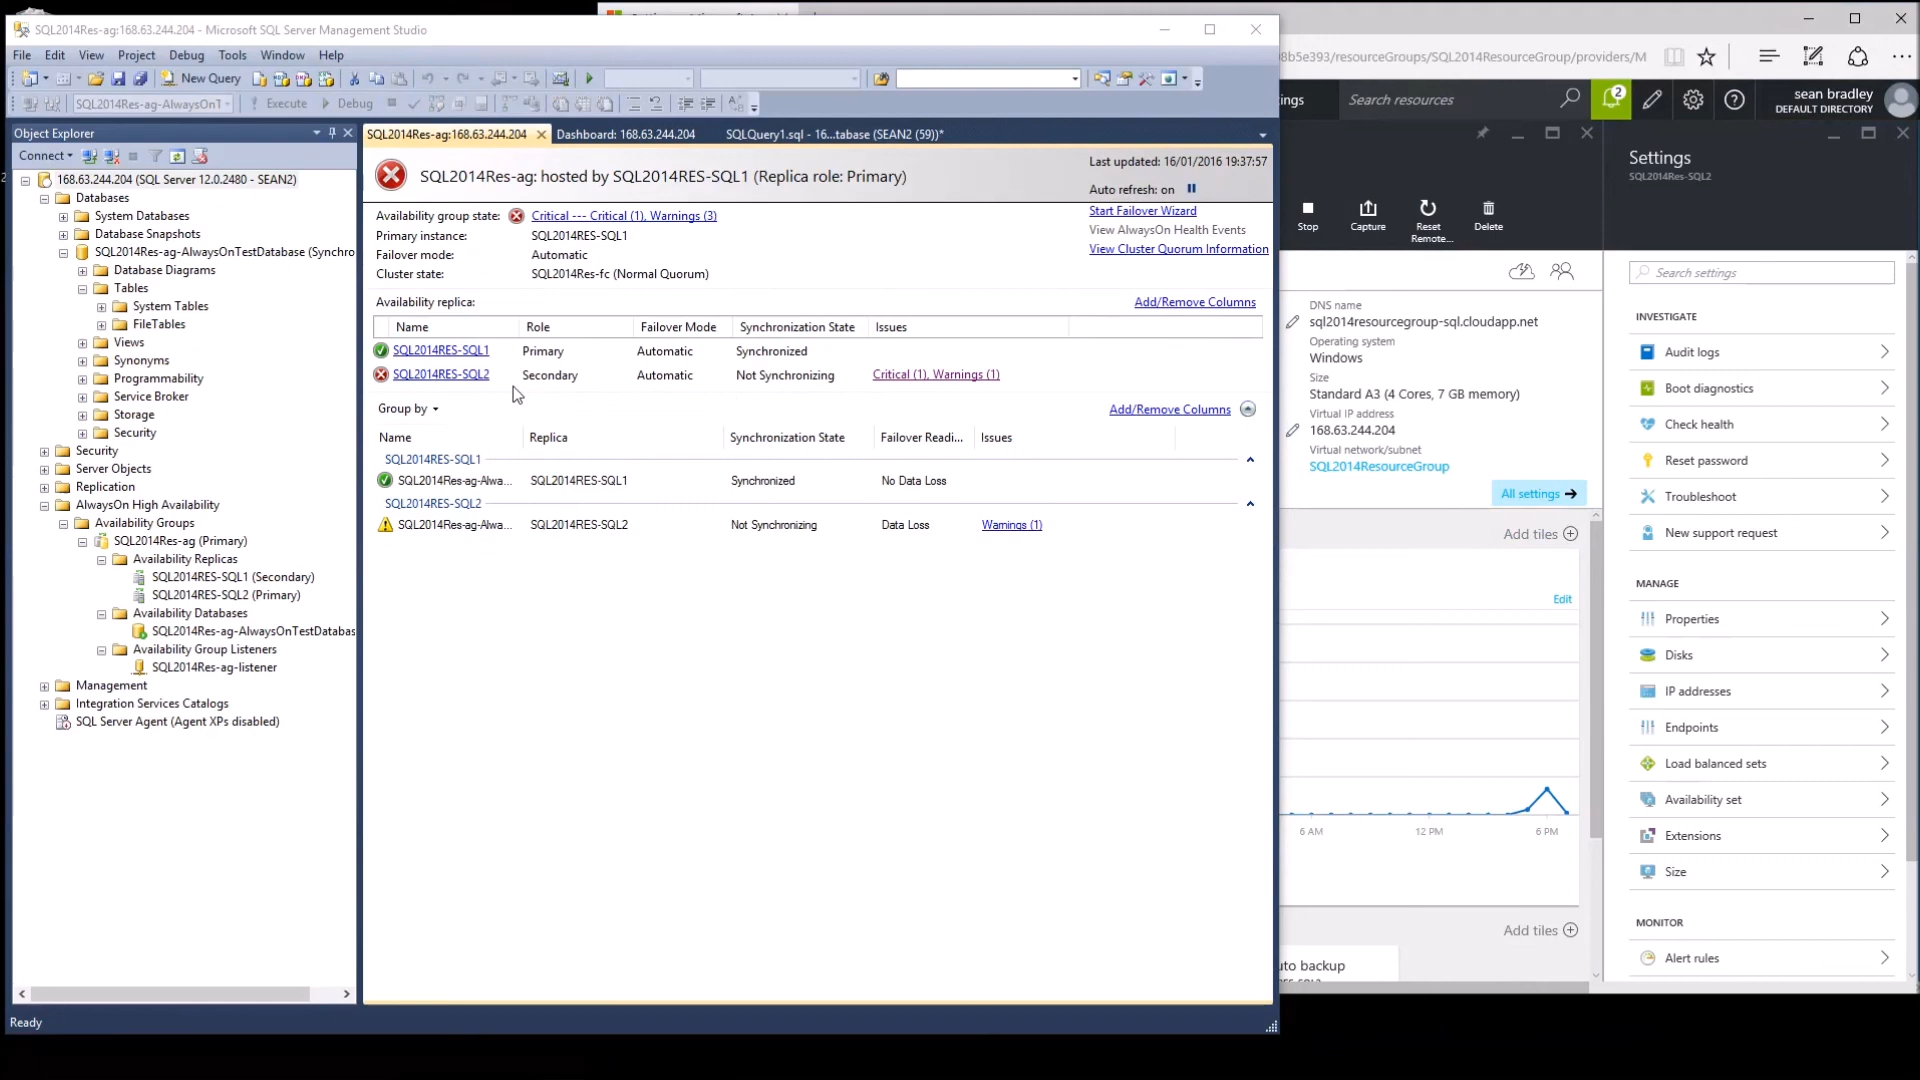 SQL2014Res-ag:168.63.244.204 - Microsoft SQL Server Management Studio
File Edit View Project Debug Tools Window Help
New Query
SQL2014Res-ag-AlwaysOnT Execute Debug
Object Explorer
Connect
168.63.244.204 (SQL Server 12.0.2480 - SEAN2)
Databases
System Databases
Database Snapshots
SQL2014Res-ag-AlwaysOnTestDatabase (Synchro
Database Diagrams
Tables
System Tables
FileTables
Views
Synonyms
Programmability
Service Broker
Storage
Security
Security
Server Objects
Replication
AlwaysOn High Availability
Availability Groups
SQL2014Res-ag (Primary)
Availability Replicas
SQL2014RES-SQL1 (Secondary)
SQL2014RES-SQL2 (Primary)
Availability Databases
SQL2014Res-ag-AlwaysOnTestDatabas
Availability Group Listeners
SQL2014Res-ag-listener
Management
Integration Services Catalogs
SQL Server Agent (Agent XPs disabled)
Ready
SQL2014Res-ag:168.63.244.204 Dashboard: 168.63.244.204 SQLQuery1.sql - 16...tabase (SEAN2 (59))*
SQL2014Res-ag: hosted by SQL2014RES-SQL1 (Replica role: Primary)
Last updated: 16/01/2016 19:37:57
Auto refresh: on
Availability group state: Critical --- Critical (1), Warnings (3)
Primary instance: SQL2014RES-SQL1
Failover mode: Automatic
Cluster state: SQL2014Res-fc (Normal Quorum)
Start Failover Wizard
View AlwaysOn Health Events
View Cluster Quorum Information
Availability replica: Add/Remove Columns
Name Role Failover Mode Synchronization State Issues
SQL2014RES-SQL1 Primary Automatic Synchronized
SQL2014RES-SQL2 Secondary Automatic Not Synchronizing Critical (1), Warnings (1)
Group by Add/Remove Columns
Name Replica Synchronization State Failover Readi... Issues
SQL2014RES-SQL1
SQL2014Res-ag-Alwa... SQL2014RES-SQL1 Synchronized No Data Loss
SQL2014RES-SQL2
SQL2014Res-ag-Alwa... SQL2014RES-SQL2 Not Synchronizing Data Loss Warnings (1)
8b5e393/resourceGroups/SQL2014ResourceGroup/providers/M
ings Search resources 2 sean bradley
DEFAULT DIRECTORY
Stop Capture Reset Remote... Delete
DNS name
sql2014resourcegroup-sql.cloudapp.net
Operating system
Windows
Size
Standard A3 (4 Cores, 7 GB memory)
Virtual IP address
168.63.244.204
Virtual network/subnet
SQL2014ResourceGroup
All settings
Add tiles
Edit
6 AM 12 PM 6 PM
Add tiles
uto backup
Settings
SQL2014Res-SQL2
Search settings
INVESTIGATE
Audit logs
Boot diagnostics
Check health
Reset password
Troubleshoot
New support request
MANAGE
Properties
Disks
IP addresses
Endpoints
Load balanced sets
Availability set
Extensions
Size
MONITOR
Alert rules